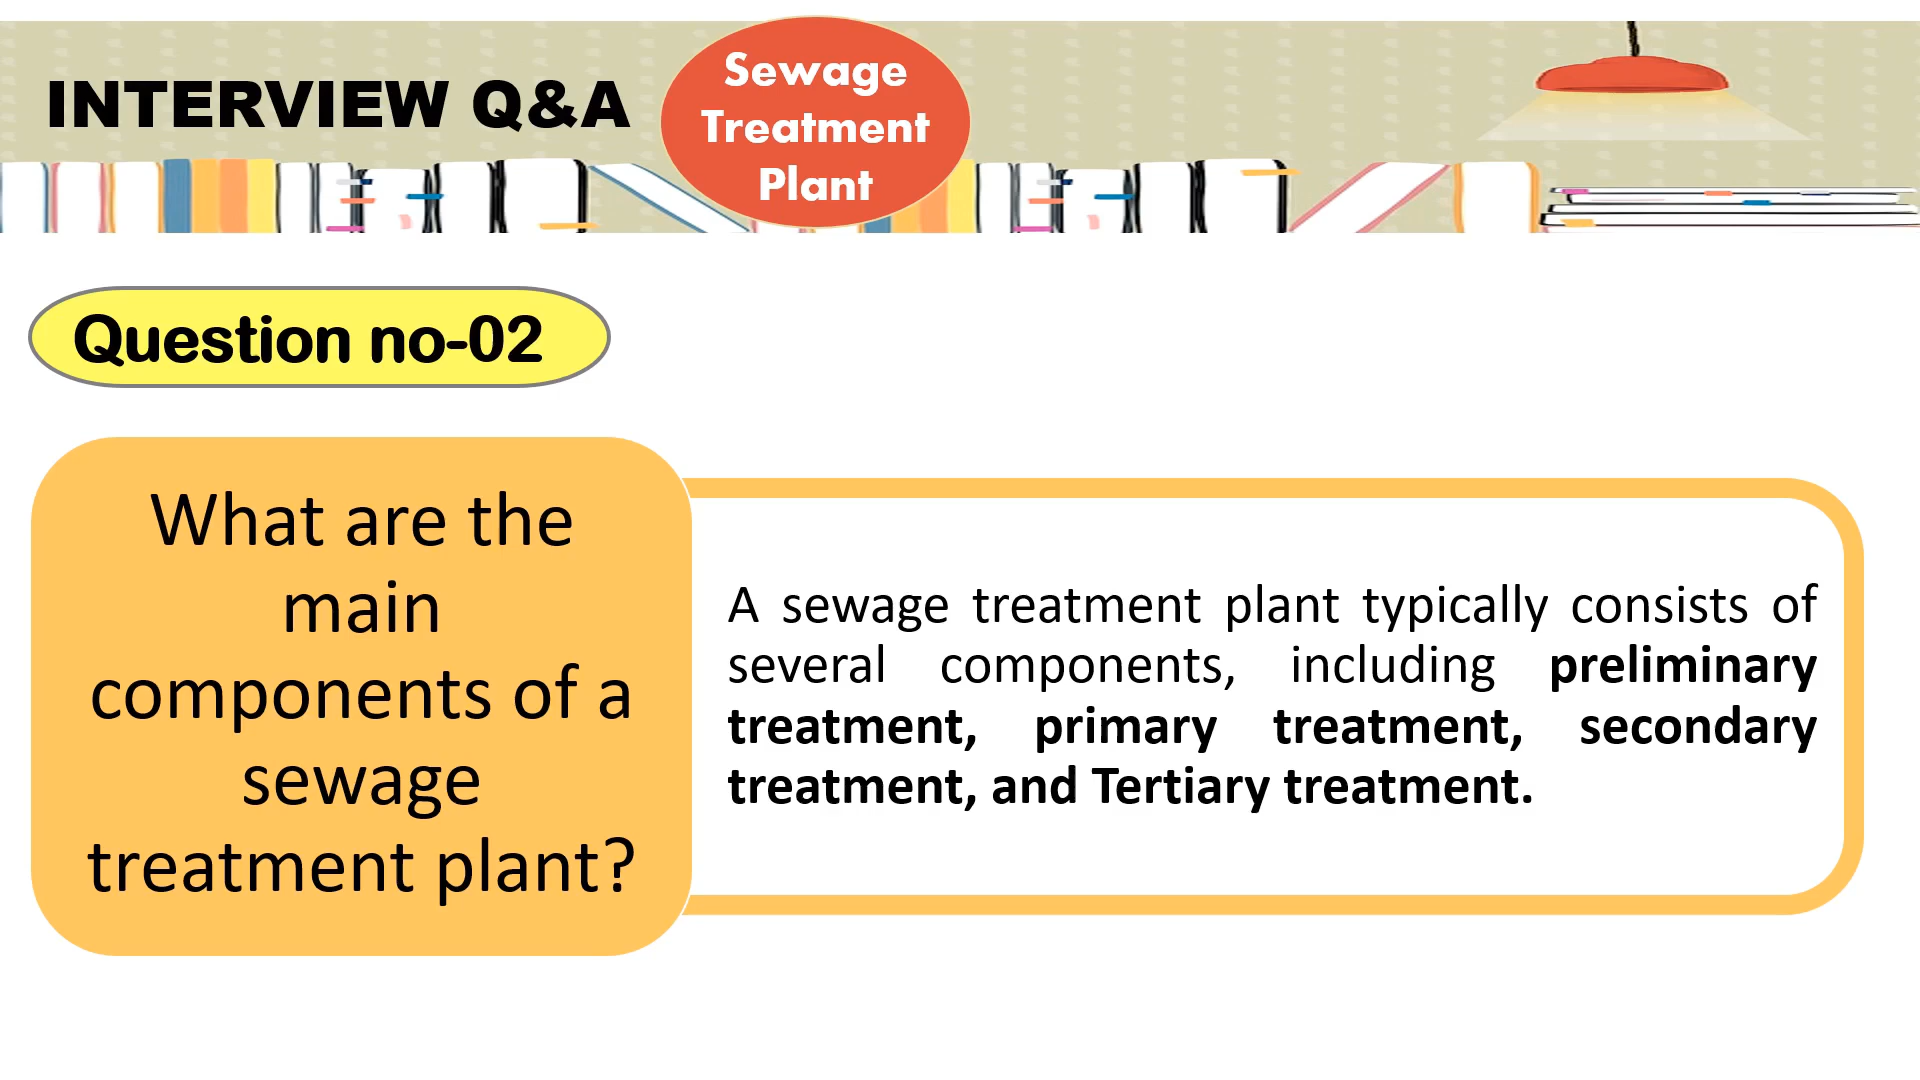 INTERVIEW Q&A
Sewage
Treatment
Plant
Question no-02
What are the
main
components of a
sewage
treatment plant?
A sewage treatment plant typically consists of
several components, including preliminary
treatment, primary treatment, secondary
treatment, and Tertiary treatment.